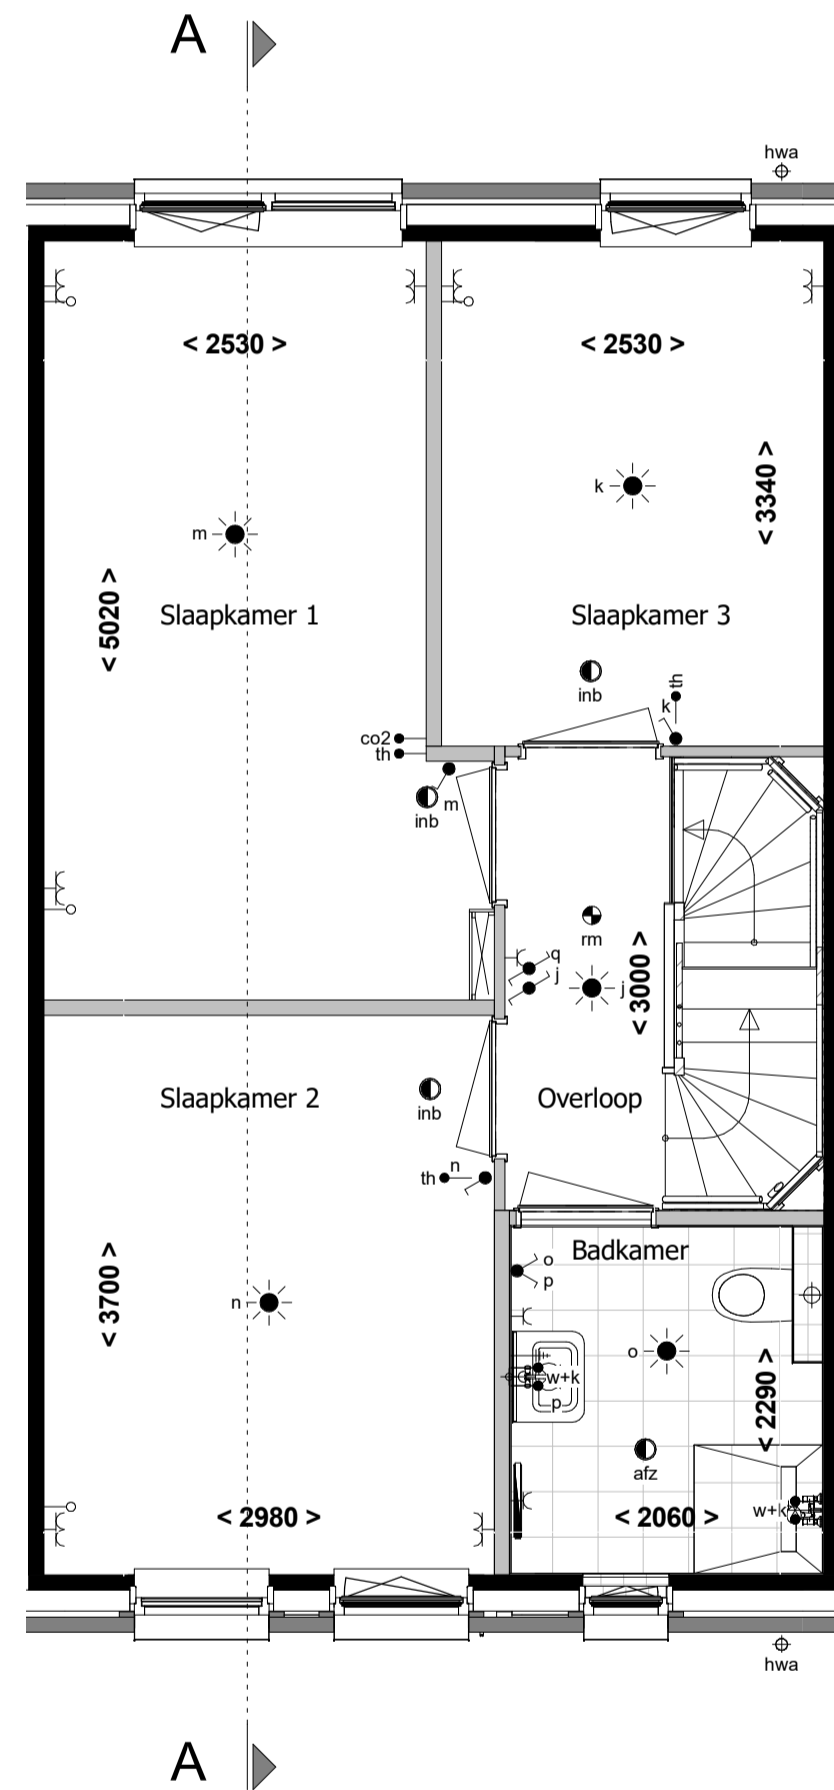 A
hwa
< 2530 >
< 2530 >
< 3340 >
k
m
< 5020 >
Slaapkamer 1
Slaapkamer 3
inb
th
k
co2
th
m
inb
rm
q
j
j
< 3000 >
Slaapkamer 2
inb
Overloop
th
n
Badkamer
o
p
< 3700 >
n
o
w+k
p
< 2290 >
afz
w+k
< 2980 >
< 2060 >
hwa
A